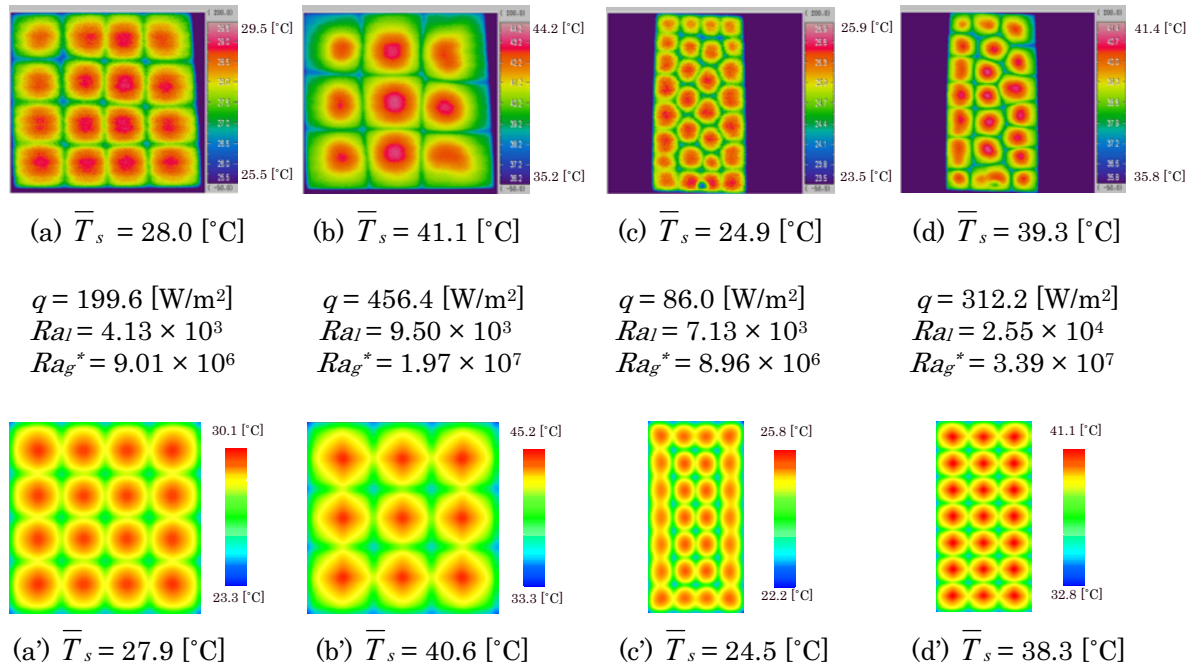 29.5 [°C]
44.2 [°C]
25.9 [°C]
41.4 [°C]
25.5 [°C]
35.2 [°C]
23.5 [°C]
35.8 [°C]
(a) T̅s = 28.0 [°C]
(b) T̅s = 41.1 [°C]
(c) T̅s = 24.9 [°C]
(d) T̅s = 39.3 [°C]
q = 199.6 [W/m²]
Ral = 4.13 × 10³
Rag* = 9.01 × 10⁶
q = 456.4 [W/m²]
Ral = 9.50 × 10³
Rag* = 1.97 × 10⁷
q = 86.0 [W/m²]
Ral = 7.13 × 10³
Rag* = 8.96 × 10⁶
q = 312.2 [W/m²]
Ral = 2.55 × 10⁴
Rag* = 3.39 × 10⁷
30.1 [°C]
45.2 [°C]
25.8 [°C]
41.1 [°C]
23.3 [°C]
33.3 [°C]
22.2 [°C]
32.8 [°C]
(a') T̅s = 27.9 [°C]
(b') T̅s = 40.6 [°C]
(c') T̅s = 24.5 [°C]
(d') T̅s = 38.3 [°C]